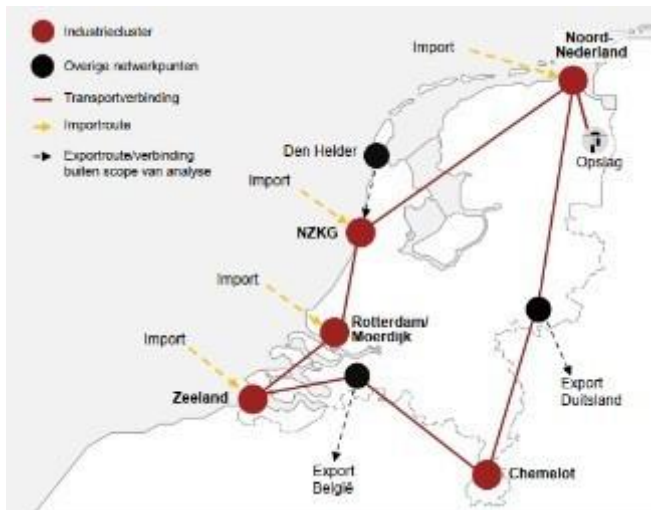 Industriecluster
Overige netwerkpunten
Transportverbinding
Importroute
Exportroute/verbinding
buiten scope van analyse
Noord-
Nederland
Import
Den Helder
Opslag
Import
NZKG
Import
Rotterdam/
Moerdijk
Import
Zeeland
Export
Duitsland
Export
België
Chemelot